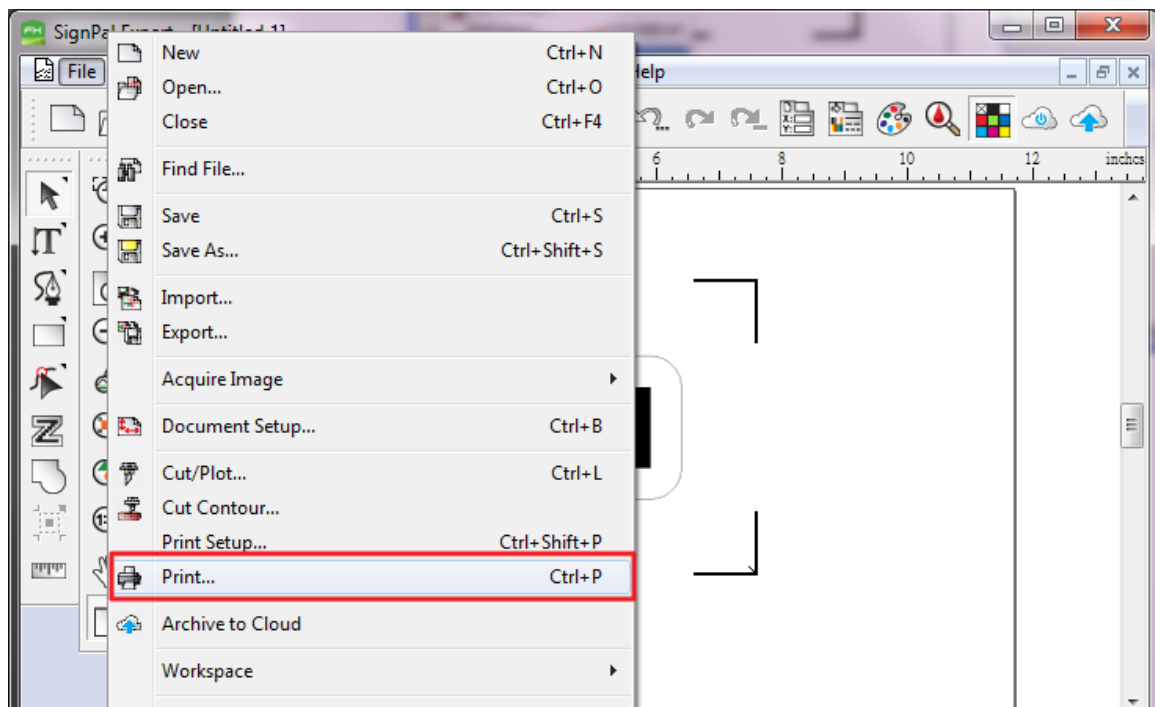 SignPal Expert - [Untitled-1]
File
Help
New Ctrl+N
Open... Ctrl+O
Close Ctrl+F4
Find File...
Save Ctrl+S
Save As... Ctrl+Shift+S
Import...
Export...
Acquire Image
Document Setup... Ctrl+B
Cut/Plot... Ctrl+L
Cut Contour...
Print Setup... Ctrl+Shift+P
Print... Ctrl+P
Archive to Cloud
Workspace
6 8 10 12 inches